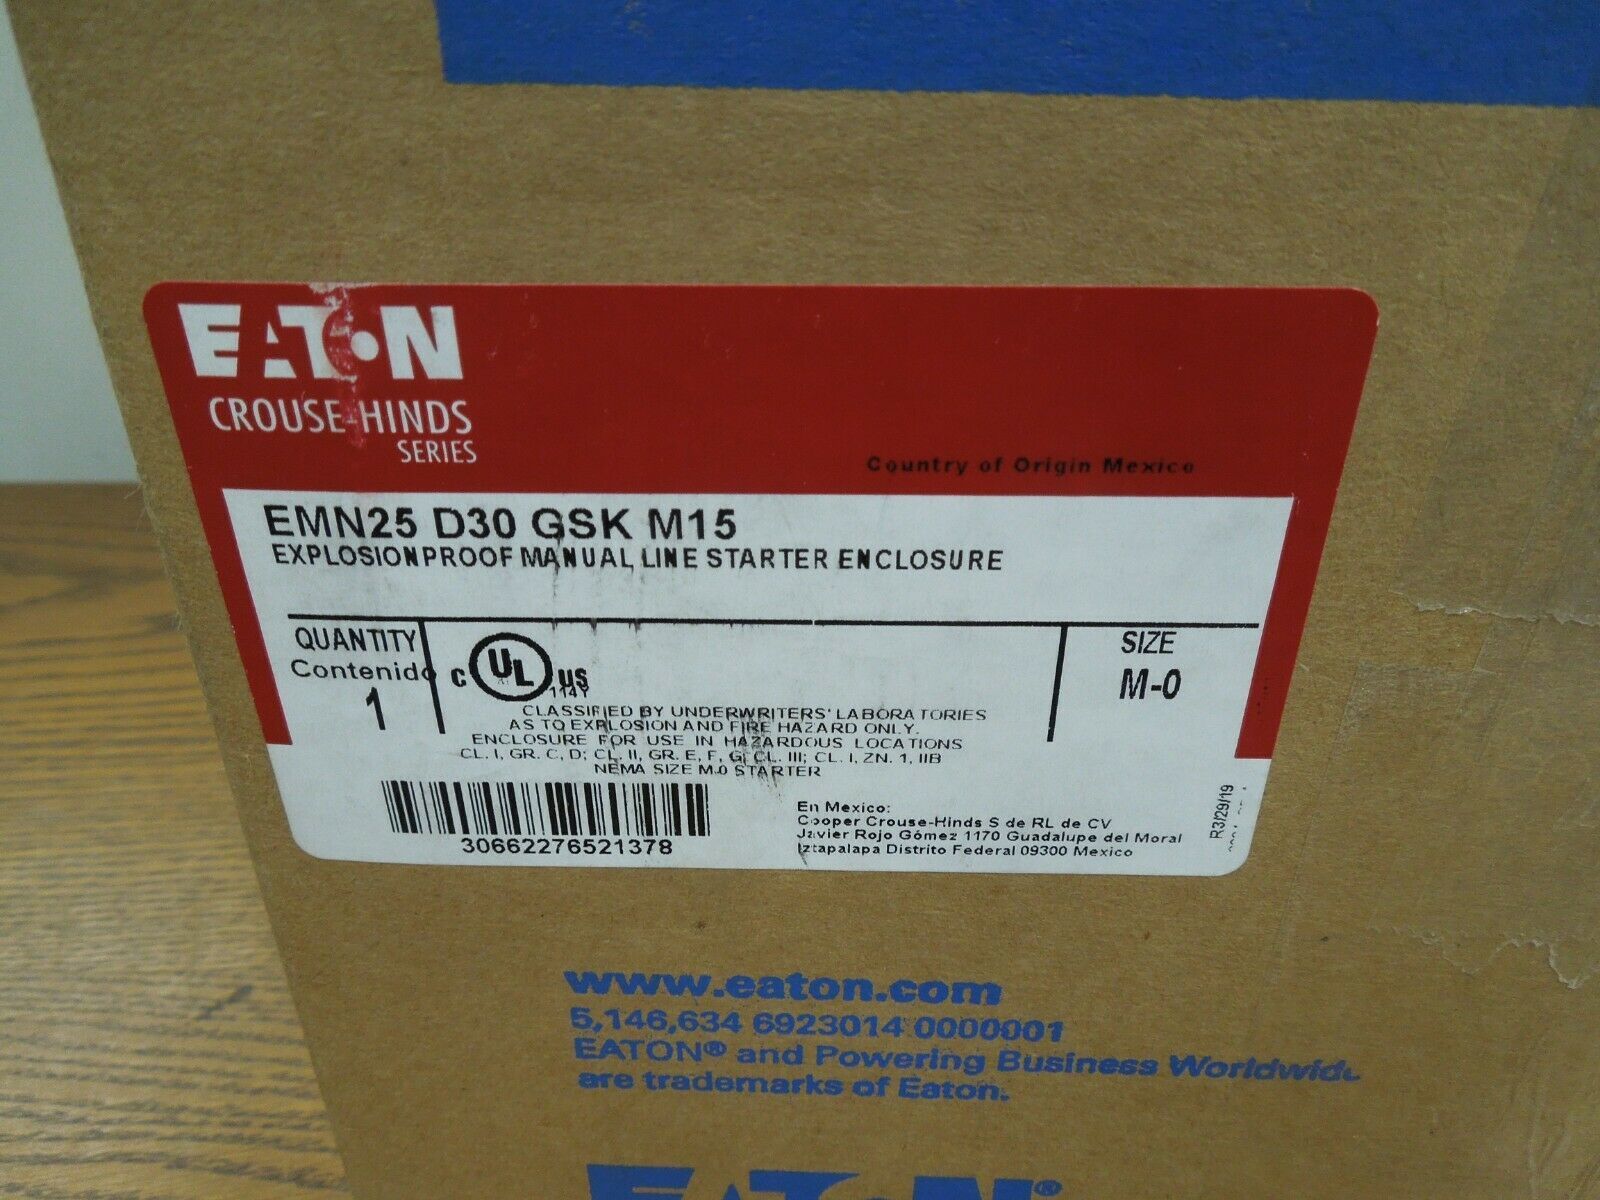 EATON
CROUSE-HINDS
SERIES
Country of Origin Mexico
EMN25 D30 GSK M15
EXPLOSIONPROOF MANUAL LINE STARTER ENCLOSURE
QUANTITY
Contenido
1
C UL US
114Y
CLASSIFIED BY UNDERWRITERS' LABORATORIES
AS TO EXPLOSION AND FIRE HAZARD ONLY.
ENCLOSURE FOR USE IN HAZARDOUS LOCATIONS
CL. I, GR. C, D; CL. II, GR. E, F, G; CL. III; CL. I, ZN. 1, IIB
NEMA SIZE M-0 STARTER
SIZE
M-0
30662276521378
En Mexico:
Cooper Crouse-Hinds S de RL de CV
Javier Rojo Gómez 1170 Guadalupe del Moral
Iztapalapa Distrito Federal 09300 Mexico
R3/29/19
www.eaton.com
5,146,634 6923014 0000001
EATON® and Powering Business Worldwide
are trademarks of Eaton.
EATON®